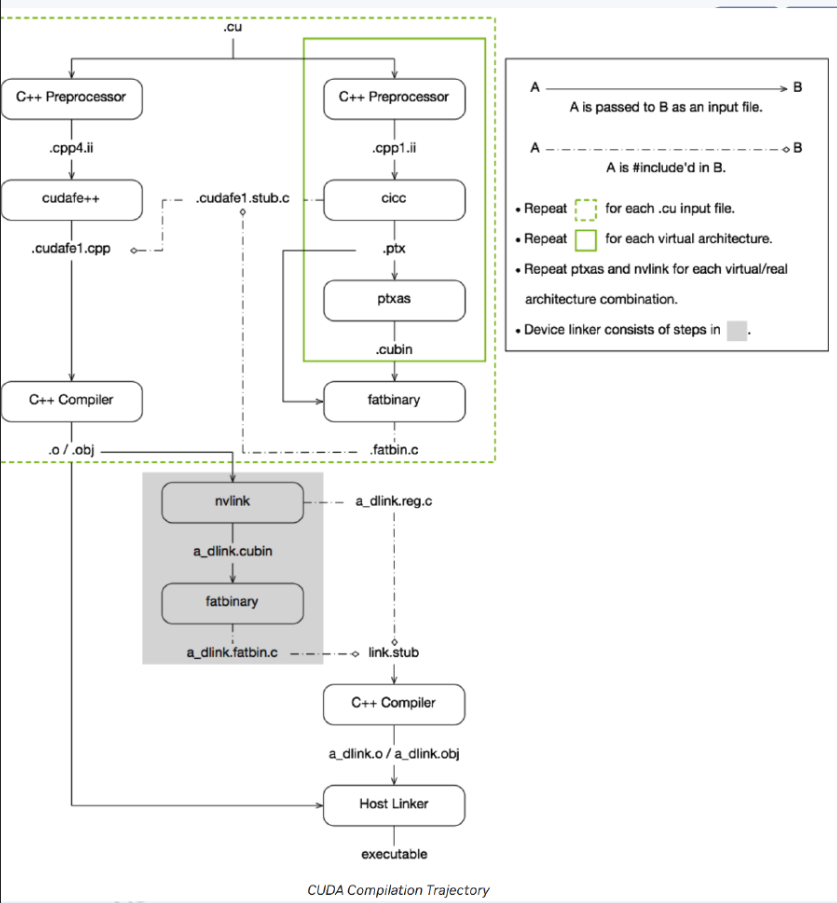 .cu
C++ Preprocessor
C++ Preprocessor
A
B
A is passed to B as an input file.
.cpp4.ii
.cpp1.ii
A
B
A is #include'd in B.
cudafe++
.cudafe1.stub.c
cicc
• Repeat for each .cu input file.
.cudafe1.cpp
.ptx
• Repeat for each virtual architecture.
• Repeat ptxas and nvlink for each virtual/real
architecture combination.
ptxas
• Device linker consists of steps in .
.cubin
C++ Compiler
fatbinary
.o / .obj
.fatbin.c
nvlink
a_dlink.reg.c
a_dlink.cubin
fatbinary
a_dlink.fatbin.c
link.stub
C++ Compiler
a_dlink.o / a_dlink.obj
Host Linker
executable
CUDA Compilation Trajectory